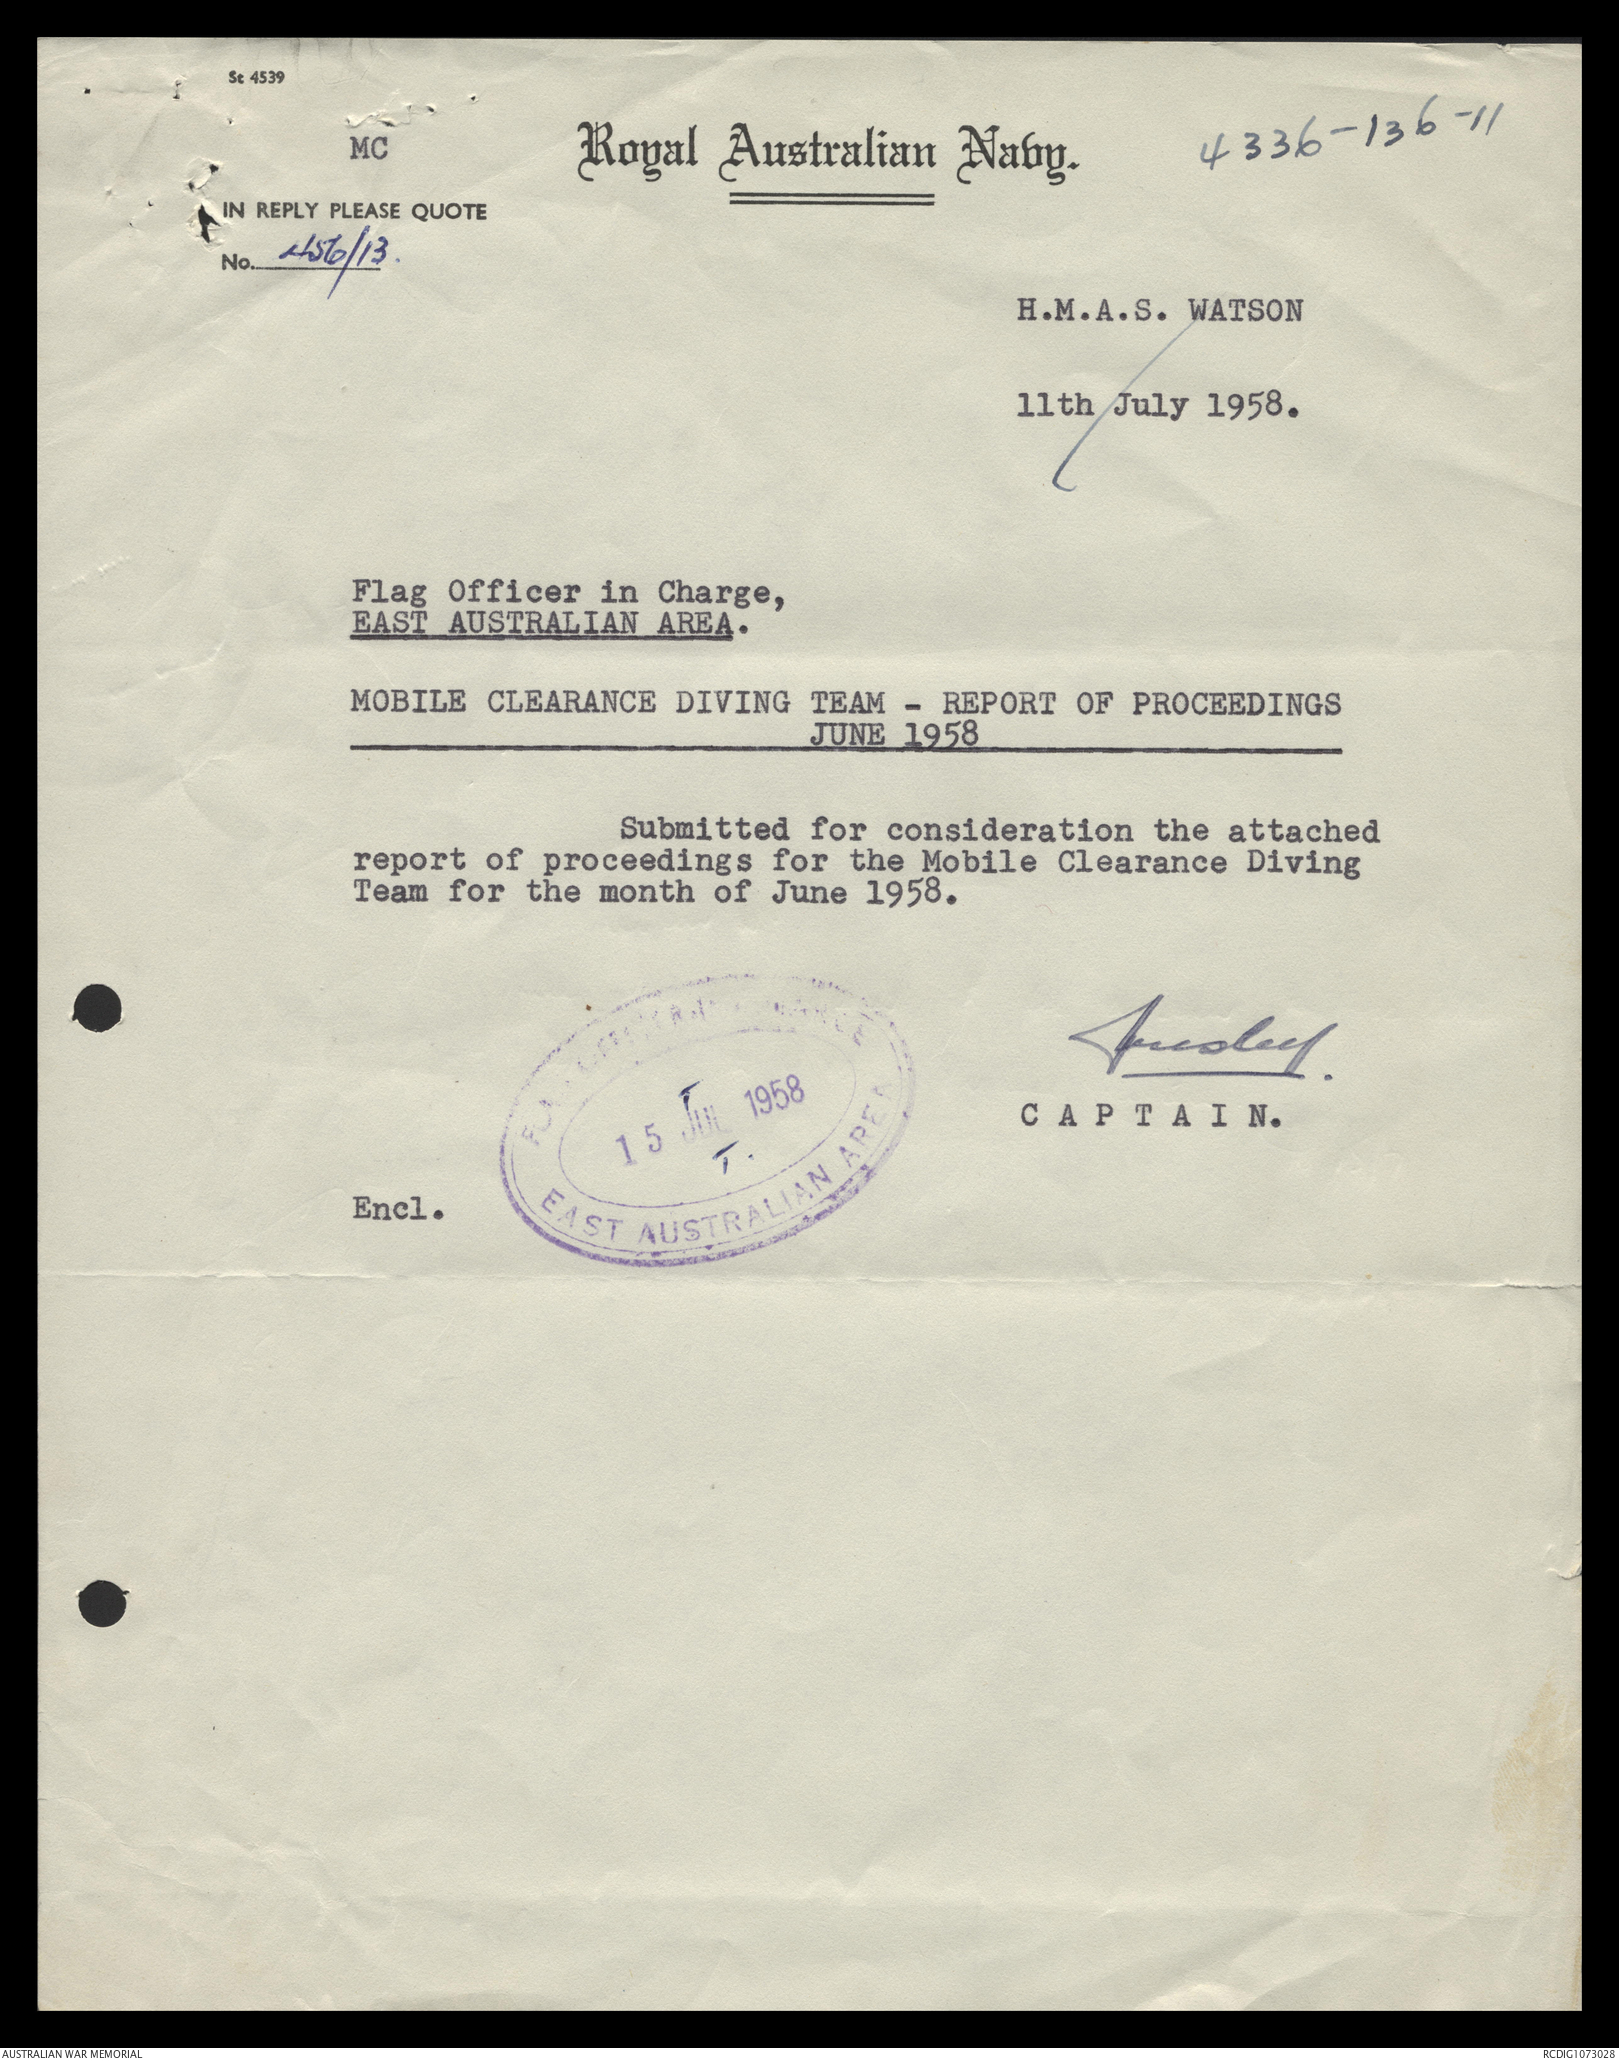 St 4539
MC
Royal Australian Navy.
4336-136-11
IN REPLY PLEASE QUOTE
No. 456/13.
H.M.A.S. WATSON
11th July 1958.
Flag Officer in Charge,
EAST AUSTRALIAN AREA.
MOBILE CLEARANCE DIVING TEAM - REPORT OF PROCEEDINGS
JUNE 1958
Submitted for consideration the attached
report of proceedings for the Mobile Clearance Diving
Team for the month of June 1958.
15 JUL 1958
EAST AUSTRALIAN AREA
C A P T A I N.
Encl.
AUSTRALIAN WAR MEMORIAL
RCDIG1073028